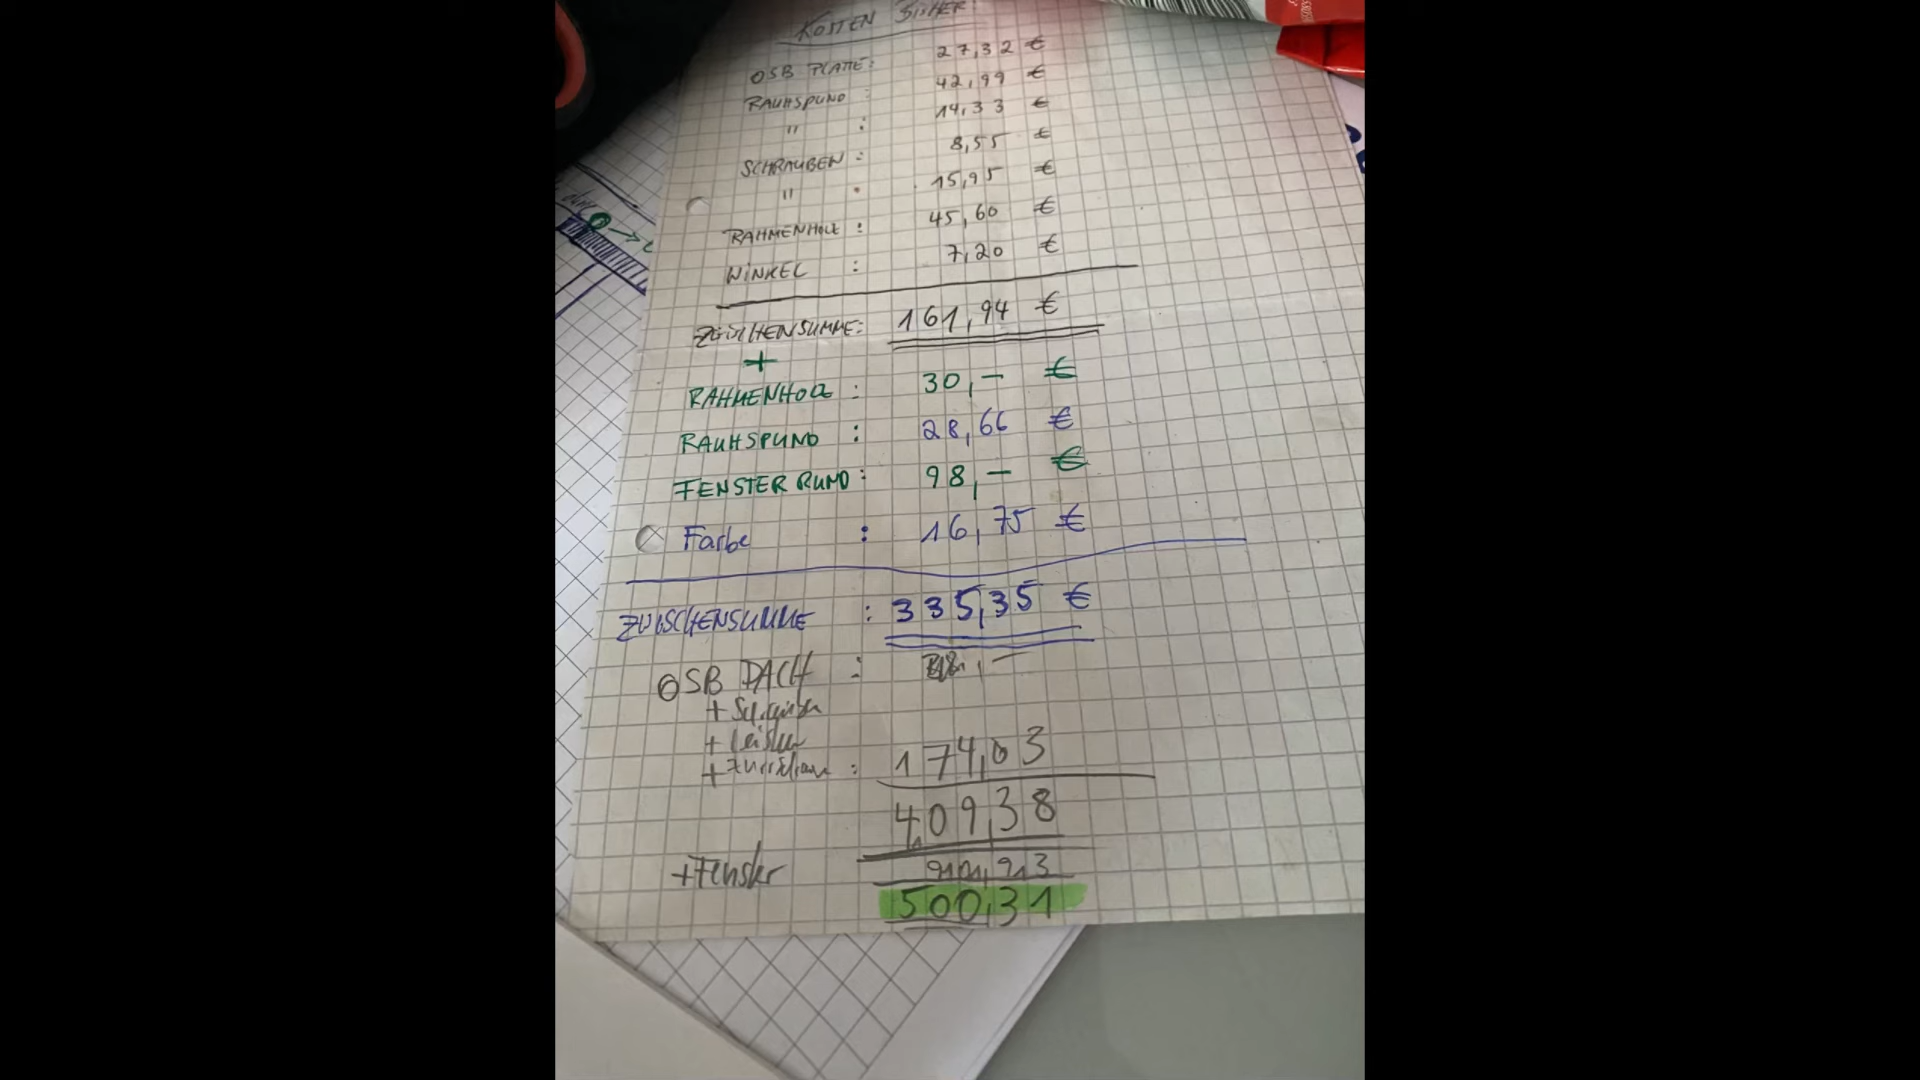 KOSTEN BISHER:
OSB PLATTE: 27,32 €
RAUHSPUND : 42,99 €
" : 14,33 €
SCHRAUBEN : 8,55 €
" : 15,95 €
RAHMENHOLZ : 45,60 €
WINKEL : 7,20 €
ZWISCHENSUMME: 161,94 €
+
RAHMENHOLZ : 30,- €
RAUHSPUND : 28,66 €
FENSTER RUND : 98,- €
Farbe : 16,75 €
ZWISCHENSUMME : 335,35 €
OSB DACH :
+
+ Leisten
+ : 174,03
409,38
+ Fenster
500,31